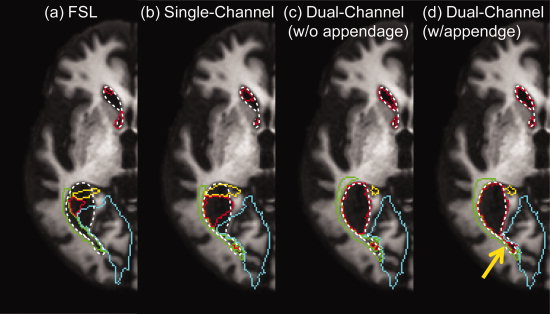 (a) FSL
(b) Single-Channel
(c) Dual-Channel
(w/o appendage)
(d) Dual-Channel
(w/appendge)